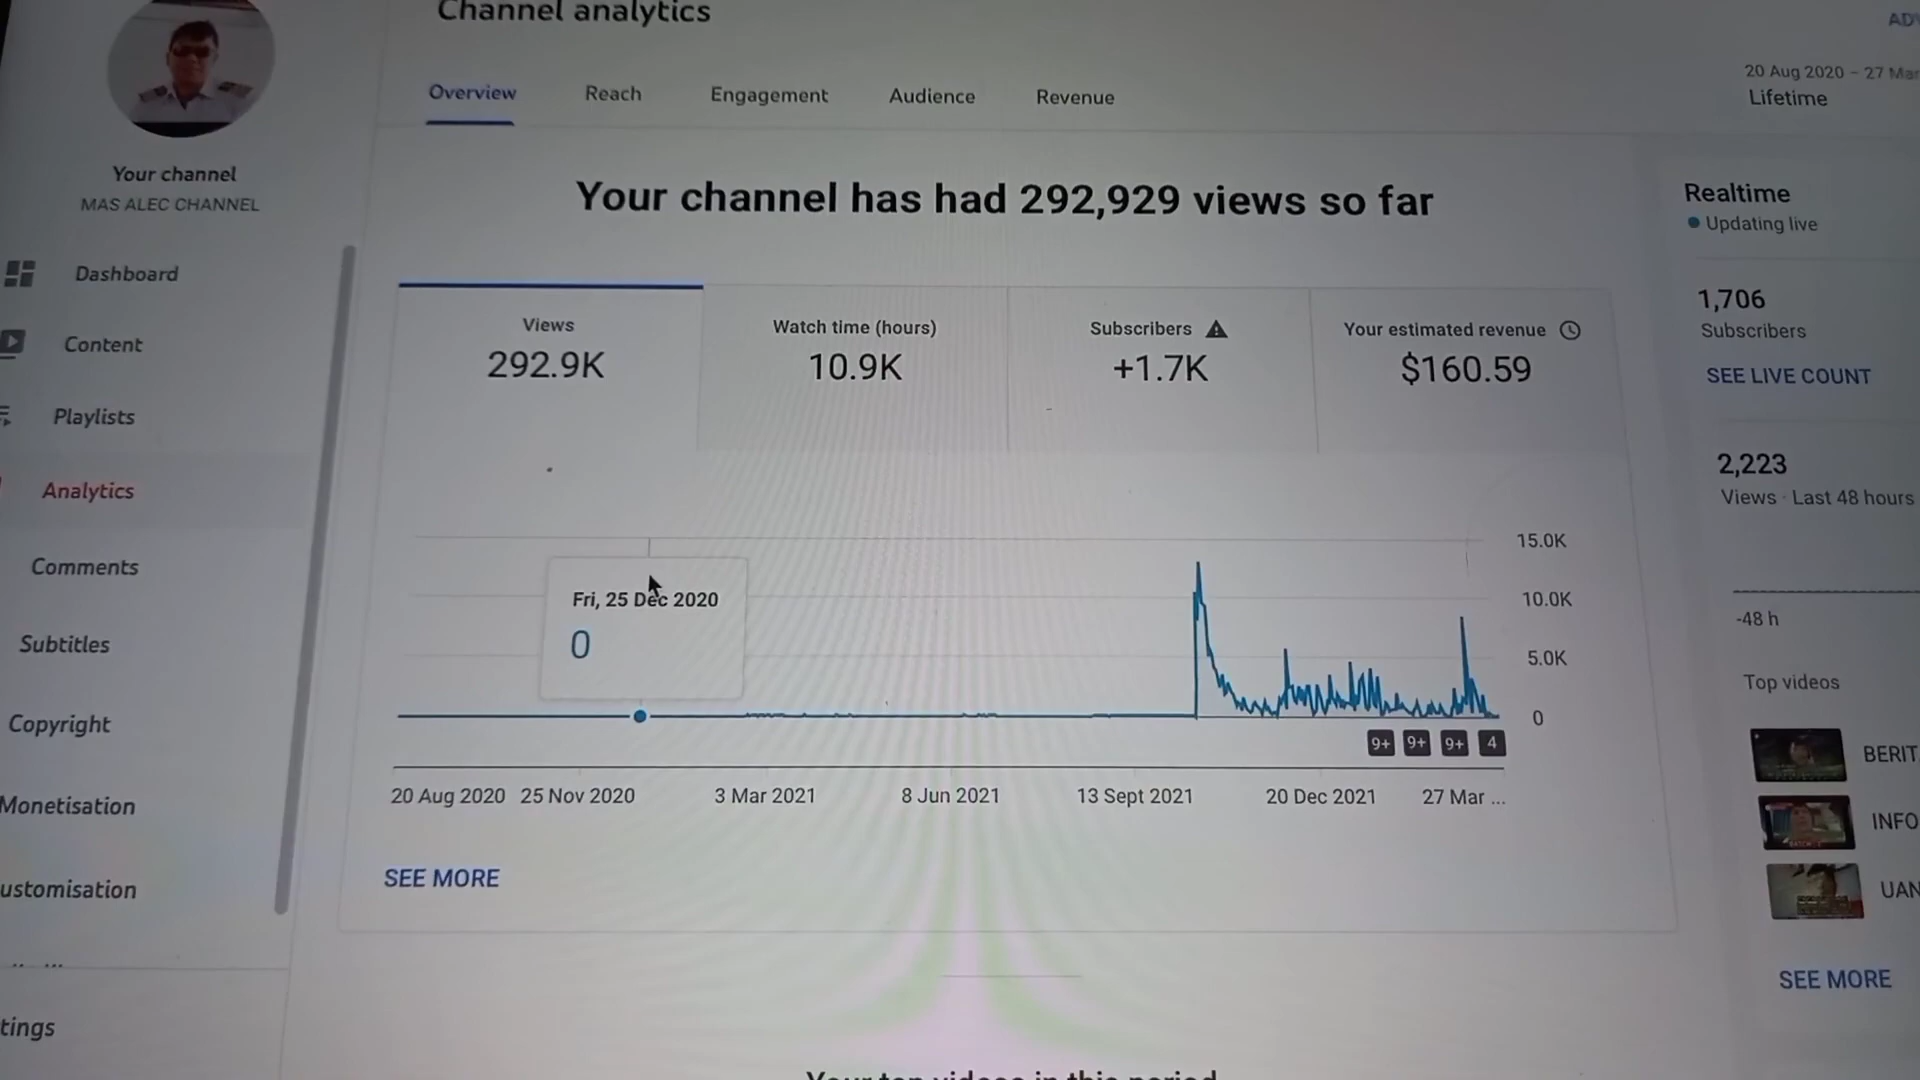 Channel analytics
Overview
Reach
Engagement
Audience
Revenue
20 Aug 2020 – 27 Mar
Lifetime
Your channel
MAS ALEC CHANNEL
Dashboard
Content
Playlists
Analytics
Comments
Subtitles
Copyright
Monetisation
ustomisation
tings
Your channel has had 292,929 views so far
Views
292.9K
Watch time (hours)
10.9K
Subscribers
+1.7K
Your estimated revenue
$160.59
Fri, 25 Dec 2020
0
15.0K
10.0K
5.0K
0
9+ 9+ 9+ 4
20 Aug 2020 25 Nov 2020 3 Mar 2021 8 Jun 2021 13 Sept 2021 20 Dec 2021 27 Mar ...
SEE MORE
Your top videos in this period
Realtime
Updating live
1,706
Subscribers
SEE LIVE COUNT
2,223
Views · Last 48 hours
-48 h
Top videos
BERIT
INFO
UAN
SEE MORE